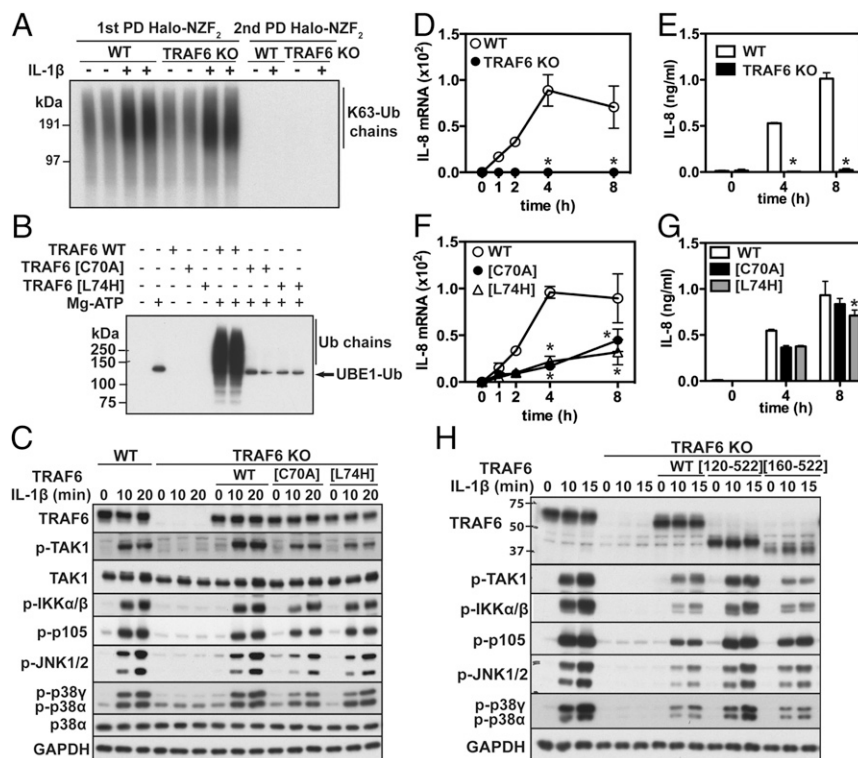 A
1st PD Halo-NZF2 2nd PD Halo-NZF2
WT TRAF6 KO WT TRAF6 KO
IL-1β - - + + - - + + - + - +
kDa
191
97
K63-Ub
chains
B
TRAF6 WT - - + - - + + - - - -
TRAF6 [C70A] - - - + - - - + + - -
TRAF6 [L74H] - - - - + - - - - + +
Mg-ATP - + - - - + + + + + +
kDa
250
150
100
75
Ub chains
UBE1-Ub
C
WT TRAF6 KO
TRAF6 WT [C70A] [L74H]
IL-1β (min) 0 10 20 0 10 20 0 10 20 0 10 20 0 10 20
TRAF6
p-TAK1
TAK1
p-IKKα/β
p-p105
p-JNK1/2
p-p38γ
p-p38α
p38α
GAPDH
D
IL-8 mRNA (x10²)
1.5
1.0
0.5
0.0
WT
TRAF6 KO
* *
0 1 2 4 8
time (h)
E
IL-8 (ng/ml)
1.5
1.0
0.5
0.0
WT
TRAF6 KO
* *
0 4 8
time (h)
F
IL-8 mRNA (x10²)
1.5
1.0
0.5
0.0
WT
[C70A]
[L74H]
* * * *
0 1 2 4 8
time (h)
G
IL-8 (ng/ml)
1.5
1.0
0.5
0.0
WT
[C70A]
[L74H]
*
0 4 8
time (h)
H
TRAF6 KO
TRAF6 WT [120-522] [160-522]
IL-1β (min) 0 10 15 0 10 15 0 10 15 0 10 15 0 10 15
75
TRAF6 50
37
p-TAK1
p-IKKα/β
p-p105
p-JNK1/2
p-p38γ
p-p38α
GAPDH